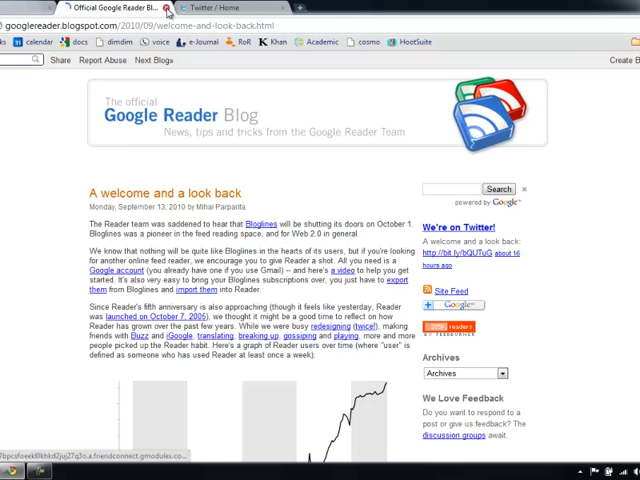 Official Google Reader Bl...
Twitter / Home
googlereader.blogspot.com/2010/09/welcome-and-look-back.html
calendar docs dimdim voice e-Journal RoR Khan Academic cosmo HootSuite
Share Report Abuse Next Blog»
Create B
The official
Google Reader Blog
News, tips and tricks from the Google Reader Team
A welcome and a look back
Monday, September 13, 2010 by Mihai Parparita
The Reader team was saddened to hear that Bloglines will be shutting its doors on October 1.
Bloglines was a pioneer in the feed reading space, and for Web 2.0 in general.
We know that nothing will be quite like Bloglines in the hearts of its users, but if you're looking
for another online feed reader, we encourage you to give Reader a shot. All you need is a
Google account (you already have one if you use Gmail) -- and here's a video to help you get
started. It's also very easy to bring your Bloglines subscriptions over, you just have to export
them from Bloglines and import them into Reader.
Since Reader's fifth anniversary is also approaching (though it feels like yesterday, Reader
was launched on October 7, 2005), we thought it might be a good time to reflect on how
Reader has grown over the past few years. While we were busy redesigning (twice!), making
friends with Buzz and iGoogle, translating, breaking up, gossiping and playing, more and more
people picked up the Reader habit. Here's a graph of Reader users over time (where "user" is
defined as someone who has used Reader at least once a week):
Search
powered by Google™
We're on Twitter!
A welcome and a look back:
http://bit.ly/bQUTuG about 16
hours ago
Site Feed
Google™
readers
BY FEEDBURNER
Archives
Archives
We Love Feedback
Do you want to respond to a
post or give us feedback? The
discussion groups await.